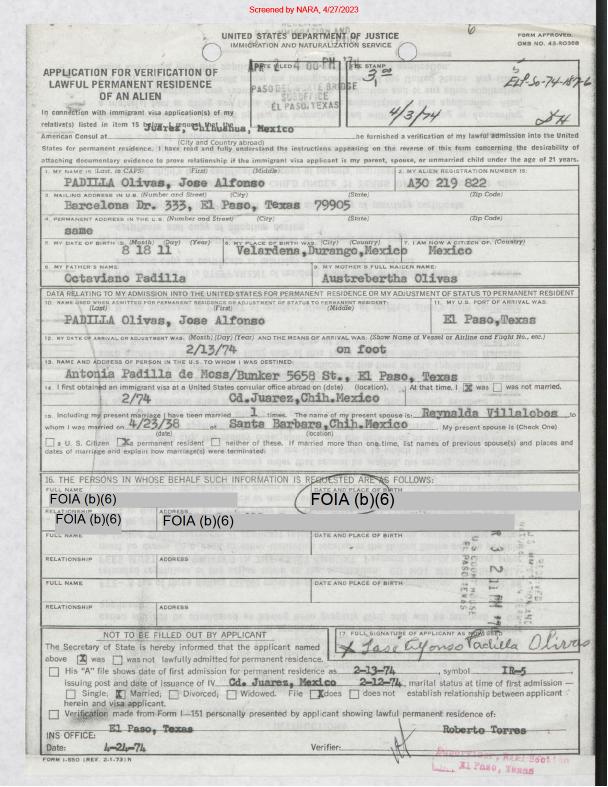 Screened by NARA, 4/27/2023
UNITED STATES DEPARTMENT OF JUSTICE
IMMIGRATION AND NATURALIZATION SERVICE
FORM APPROVED
OMB NO. 43-R0308
6
APPLICATION FOR VERIFICATION OF
LAWFUL PERMANENT RESIDENCE
OF AN ALIEN
DATE FILED
APR 2 4 00 PM '74
PASO DEL NORTE BRIDGE
EL PASO, TEXAS
FEE STAMP
3.00
4/3/74
In connection with immigrant visa application(s) of my
relative(s) listed in item 15 below, I request that the
American Consul at Juarez, Chihuahua, Mexico be furnished a verification of my lawful admission into the United
(City and Country abroad)
States for permanent residence. I have read and fully understand the instructions appearing on the reverse of this form concerning the desirability of
attaching documentary evidence to prove relationship if the immigrant visa applicant is my parent, spouse, or unmarried child under the age of 21 years.
1. MY NAME IS (Last, in CAPS) (First) (Middle) 2. MY ALIEN REGISTRATION NUMBER IS:
PADILLA Olivas, Jose Alfonso A30 219 822
3. MAILING ADDRESS IN U.S. (Number and Street) (City) (State) (Zip Code)
Barcelona Dr. 333, El Paso, Texas 79905
4. PERMANENT ADDRESS IN THE U.S. (Number and Street) (City) (State) (Zip Code)
same
5. MY DATE OF BIRTH IS (Month) (Day) (Year) 6. MY PLACE OF BIRTH WAS (City) (Country) 7. I AM NOW A CITIZEN OF: (Country)
8 18 11 Velardena, Durango, Mexico Mexico
8. MY FATHER'S NAME: 9. MY MOTHER'S FULL MAIDEN NAME:
Octaviano Padilla Austrebertha Olivas
DATA RELATING TO MY ADMISSION INTO THE UNITED STATES FOR PERMANENT RESIDENCE OR MY ADJUSTMENT OF STATUS TO PERMANENT RESIDENT
10. NAME USED WHEN ADMITTED FOR PERMANENT RESIDENCE OR ADJUSTMENT OF STATUS TO PERMANENT RESIDENT: 11. MY U.S. PORT OF ARRIVAL WAS:
(Last) (First) (Middle)
PADILLA Olivas, Jose Alfonso El Paso, Texas
12. MY DATE OF ARRIVAL OR ADJUSTMENT WAS: (Month) (Day) (Year) AND THE MEANS OF ARRIVAL WAS: (Show Name of Vessel or Airline and Flight No., etc.)
2/13/74 on foot
13. NAME AND ADDRESS OF PERSON IN THE U.S. TO WHOM I WAS DESTINED:
Antonia Padilla de Moss/Bunker 5658 St., El Paso, Texas
14. I first obtained an immigrant visa at a United States consular office abroad on (date) (location). At that time, I X was was not married.
2/74 Cd. Juarez, Chih. Mexico
15. Including my present marriage I have been married 1 times. The name of my present spouse is: Reynalda Villalobos to
whom I was married on 4/23/38 at Santa Barbara, Chih. Mexico My present spouse is (Check One)
(date) (location)
a U.S. Citizen X a permanent resident neither of these. If married more than one time, list names of previous spouse(s) and places and
dates of marriage and explain how marriage(s) were terminated:
16. THE PERSONS IN WHOSE BEHALF SUCH INFORMATION IS REQUESTED ARE AS FOLLOWS:
FULL NAME DATE AND PLACE OF BIRTH
FOIA (b)(6) FOIA (b)(6)
RELATIONSHIP ADDRESS
FOIA (b)(6) FOIA (b)(6)
FULL NAME DATE AND PLACE OF BIRTH
RELATIONSHIP ADDRESS
FULL NAME DATE AND PLACE OF BIRTH
RELATIONSHIP ADDRESS
U.S. COURT HOUSE
EL PASO, TEXAS
NOT TO BE FILLED OUT BY APPLICANT
17. FULL SIGNATURE OF APPLICANT
x Jose Alfonso Padilla Olivas
The Secretary of State is hereby informed that the applicant named
above X was was not lawfully admitted for permanent residence.
His "A" file shows date of first admission for permanent residence as 2-13-74, symbol IR-5,
issuing post and date of issuance of IV Cd. Juarez, Mexico 2-12-74, marital status at time of first admission —
Single; X Married; Divorced; Widowed. File X does does not establish relationship between applicant
herein and visa applicant.
Verification made from Form I-151 personally presented by applicant showing lawful permanent residence of:
El Paso, Texas Roberto Torres
INS OFFICE:
Date: 4-24-74 Verifier:
El Paso, Texas
FORM I-550 (REV. 2-1-73) N